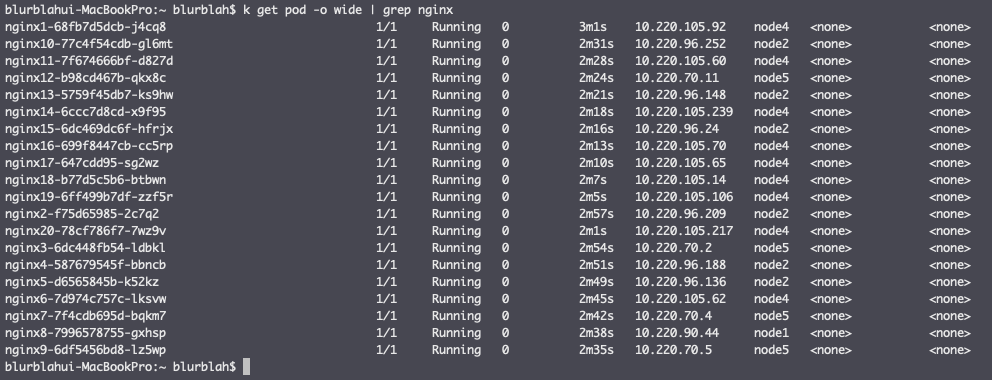 blurblahui-MacBookPro:~ blurblah$ k get pod -o wide | grep nginx
nginx1-68fb7d5dcb-j4cq8 1/1 Running 0 3m1s 10.220.105.92 node4 <none> <none>
nginx10-77c4f54cdb-gl6mt 1/1 Running 0 2m31s 10.220.96.252 node2 <none> <none>
nginx11-7f674666bf-d827d 1/1 Running 0 2m28s 10.220.105.60 node4 <none> <none>
nginx12-b98cd467b-qkx8c 1/1 Running 0 2m24s 10.220.70.11 node5 <none> <none>
nginx13-5759f45db7-ks9hw 1/1 Running 0 2m21s 10.220.96.148 node2 <none> <none>
nginx14-6ccc7d8cd-x9f95 1/1 Running 0 2m18s 10.220.105.239 node4 <none> <none>
nginx15-6dc469dc6f-hfrjx 1/1 Running 0 2m16s 10.220.96.24 node2 <none> <none>
nginx16-699f8447cb-cc5rp 1/1 Running 0 2m13s 10.220.105.70 node4 <none> <none>
nginx17-647cdd95-sg2wz 1/1 Running 0 2m10s 10.220.105.65 node4 <none> <none>
nginx18-b77d5c5b6-btbwn 1/1 Running 0 2m7s 10.220.105.14 node4 <none> <none>
nginx19-6ff499b7df-zzf5r 1/1 Running 0 2m5s 10.220.105.106 node4 <none> <none>
nginx2-f75d65985-2c7q2 1/1 Running 0 2m57s 10.220.96.209 node2 <none> <none>
nginx20-78cf786f7-7wz9v 1/1 Running 0 2m1s 10.220.105.217 node4 <none> <none>
nginx3-6dc448fb54-ldbkl 1/1 Running 0 2m54s 10.220.70.2 node5 <none> <none>
nginx4-587679545f-bbncb 1/1 Running 0 2m51s 10.220.96.188 node2 <none> <none>
nginx5-d6565845b-k52kz 1/1 Running 0 2m49s 10.220.96.136 node2 <none> <none>
nginx6-7d974c757c-lksvw 1/1 Running 0 2m45s 10.220.105.62 node4 <none> <none>
nginx7-7f4cdb695d-bqkm7 1/1 Running 0 2m42s 10.220.70.4 node5 <none> <none>
nginx8-7996578755-gxhsp 1/1 Running 0 2m38s 10.220.90.44 node1 <none> <none>
nginx9-6df5456bd8-lz5wp 1/1 Running 0 2m35s 10.220.70.5 node5 <none> <none>
blurblahui-MacBookPro:~ blurblah$